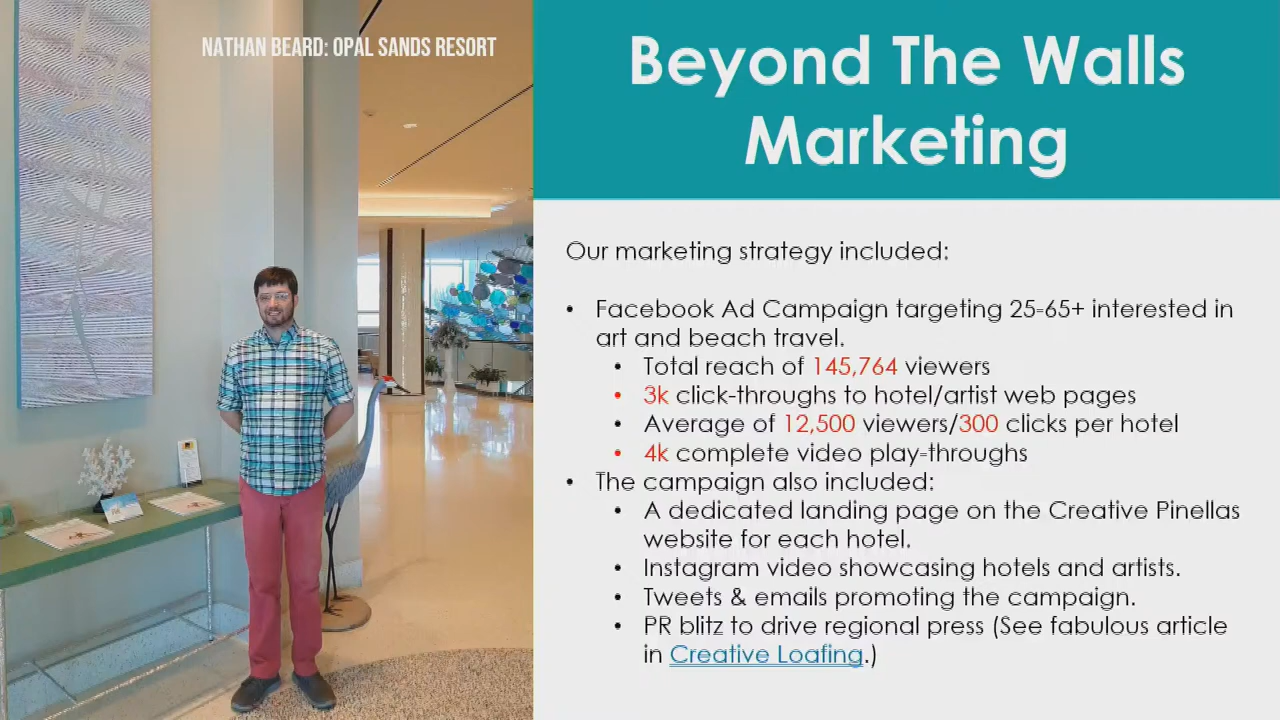 NATHAN BEARD: OPAL SANDS RESORT
Beyond The Walls
Marketing
Our marketing strategy included:
• Facebook Ad Campaign targeting 25-65+ interested in
art and beach travel.
• Total reach of 145,764 viewers
• 3k click-throughs to hotel/artist web pages
• Average of 12,500 viewers/300 clicks per hotel
• 4k complete video play-throughs
• The campaign also included:
• A dedicated landing page on the Creative Pinellas
website for each hotel.
• Instagram video showcasing hotels and artists.
• Tweets & emails promoting the campaign.
• PR blitz to drive regional press (See fabulous article
in Creative Loafing.)